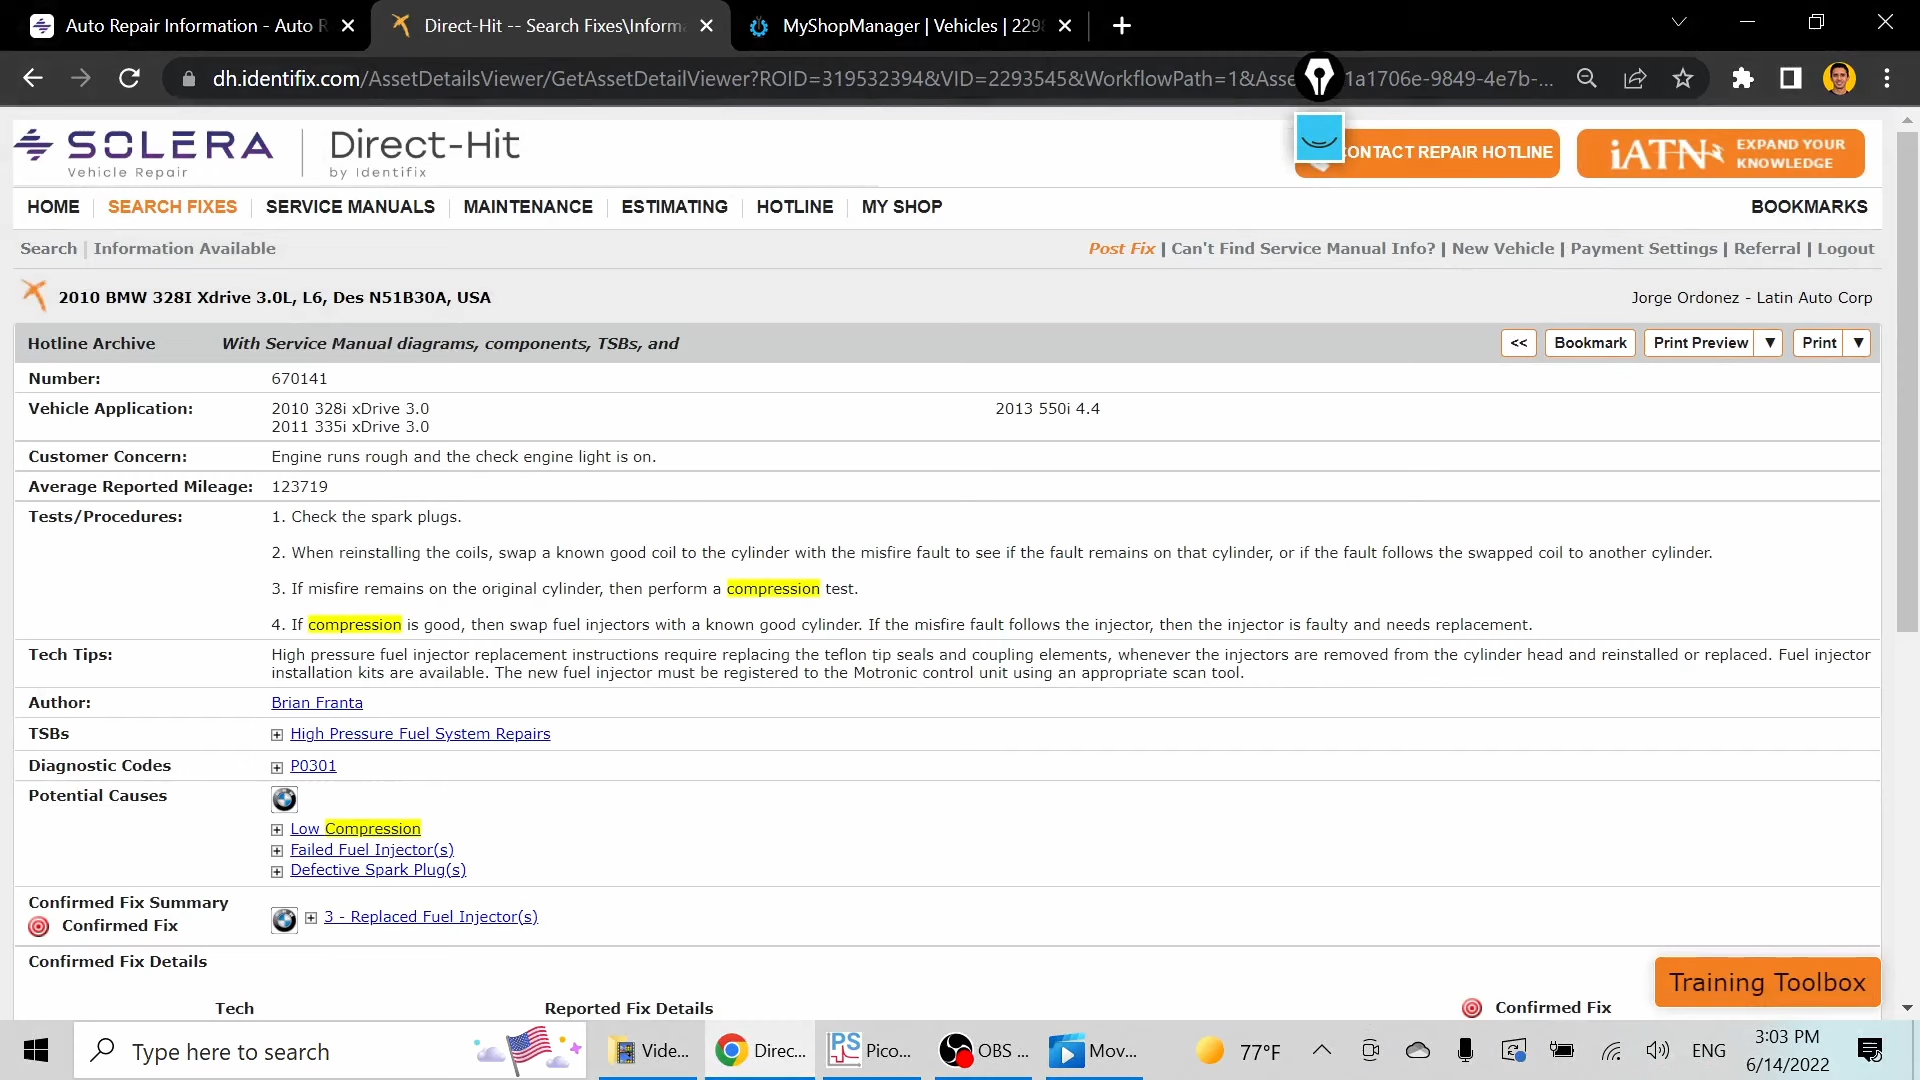 Auto Repair Information - Auto R
Direct-Hit -- Search Fixes\Inform
MyShopManager | Vehicles | 229
dh.identifix.com/AssetDetailsViewer/GetAssetDetailViewer?ROID=319532394&VID=2293545&WorkflowPath=1&Asse 1a1706e-9849-4e7b-...
SOLERA
Vehicle Repair
Direct-Hit
by Identifix
ONTACT REPAIR HOTLINE
iATN
EXPAND YOUR
KNOWLEDGE
HOME SEARCH FIXES SERVICE MANUALS MAINTENANCE ESTIMATING HOTLINE MY SHOP BOOKMARKS
Search | Information Available
Post Fix | Can't Find Service Manual Info? | New Vehicle | Payment Settings | Referral | Logout
2010 BMW 328I Xdrive 3.0L, L6, Des N51B30A, USA
Jorge Ordonez - Latin Auto Corp
Hotline Archive With Service Manual diagrams, components, TSBs, and << Bookmark Print Preview ▼ Print ▼
Number: 670141
Vehicle Application: 2010 328i xDrive 3.0 2013 550i 4.4
2011 335i xDrive 3.0
Customer Concern: Engine runs rough and the check engine light is on.
Average Reported Mileage: 123719
Tests/Procedures: 1. Check the spark plugs.
2. When reinstalling the coils, swap a known good coil to the cylinder with the misfire fault to see if the fault remains on that cylinder, or if the fault follows the swapped coil to another cylinder.
3. If misfire remains on the original cylinder, then perform a compression test.
4. If compression is good, then swap fuel injectors with a known good cylinder. If the misfire fault follows the injector, then the injector is faulty and needs replacement.
Tech Tips: High pressure fuel injector replacement instructions require replacing the teflon tip seals and coupling elements, whenever the injectors are removed from the cylinder head and reinstalled or replaced. Fuel injector
installation kits are available. The new fuel injector must be registered to the Motronic control unit using an appropriate scan tool.
Author: Brian Franta
TSBs High Pressure Fuel System Repairs
Diagnostic Codes P0301
Potential Causes
Low Compression
Failed Fuel Injector(s)
Defective Spark Plug(s)
Confirmed Fix Summary
Confirmed Fix 3 - Replaced Fuel Injector(s)
Confirmed Fix Details
Training Toolbox
Tech Reported Fix Details Confirmed Fix
Type here to search
Vide...
Direc...
PS
Pico...
OBS ...
Mov...
77°F
ENG
3:03 PM
6/14/2022